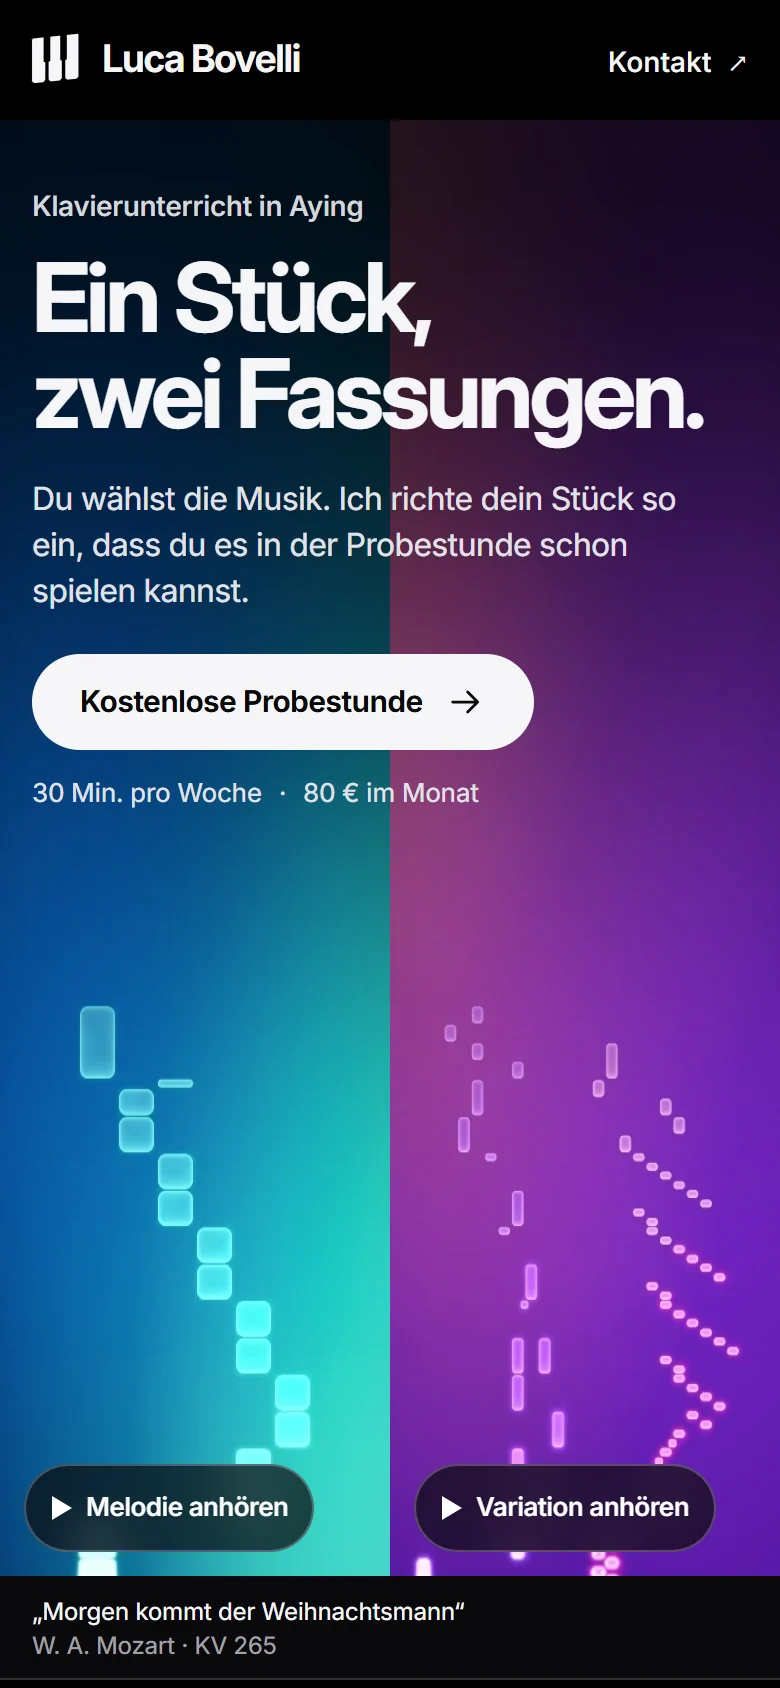 Luca Bovelli
Kontakt ↗
Klavierunterricht in Aying
Ein Stück,
zwei Fassungen.
Du wählst die Musik. Ich richte dein Stück so
ein, dass du es in der Probestunde schon
spielen kannst.
Kostenlose Probestunde →
30 Min. pro Woche · 80 € im Monat
Melodie anhören
Variation anhören
„Morgen kommt der Weihnachtsmann“
W. A. Mozart · KV 265